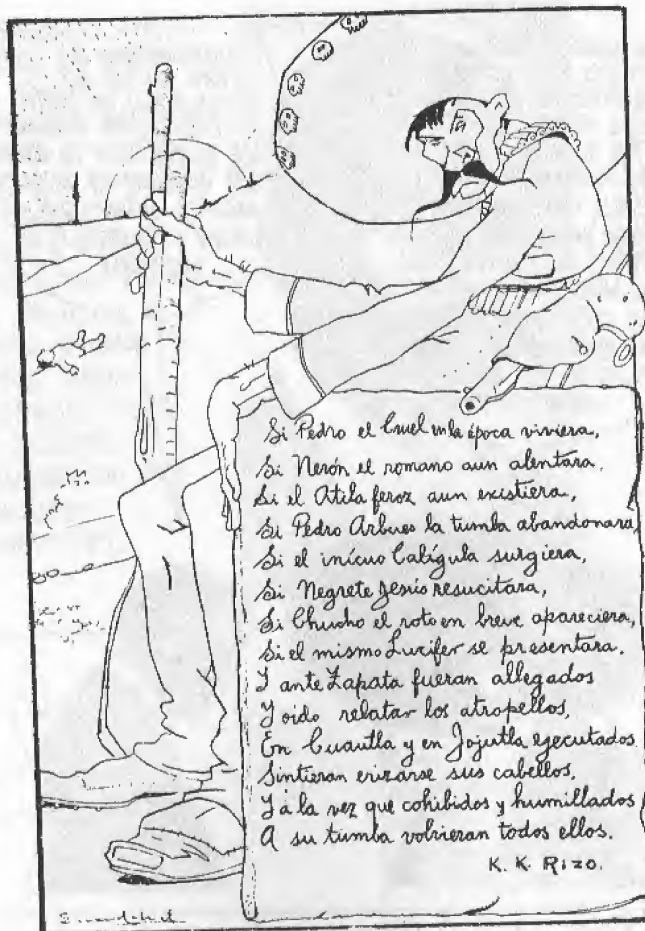 Si Pedro el Cruel en la época viviera,
Si Nerón el romano aun alentara.
Si el Atila feroz aun existiera,
Si Pedro Arbues la tumba abandonara,
Si el inícuo Calígula surgiera,
Si Negrete Jesús resucitara,
Si Chucho el roto en breve apareciera,
Si el mismo Lucifer se presentara.
Y ante Zapata fueran allegados
Y oido relatar los atropellos,
En Cuautla y en Jojutla ejecutados
Sintieran erizarse sus cabellos,
Y á la vez que cohibidos y humillados
A su tumba volvieran todos ellos.
K. K. RIZO.